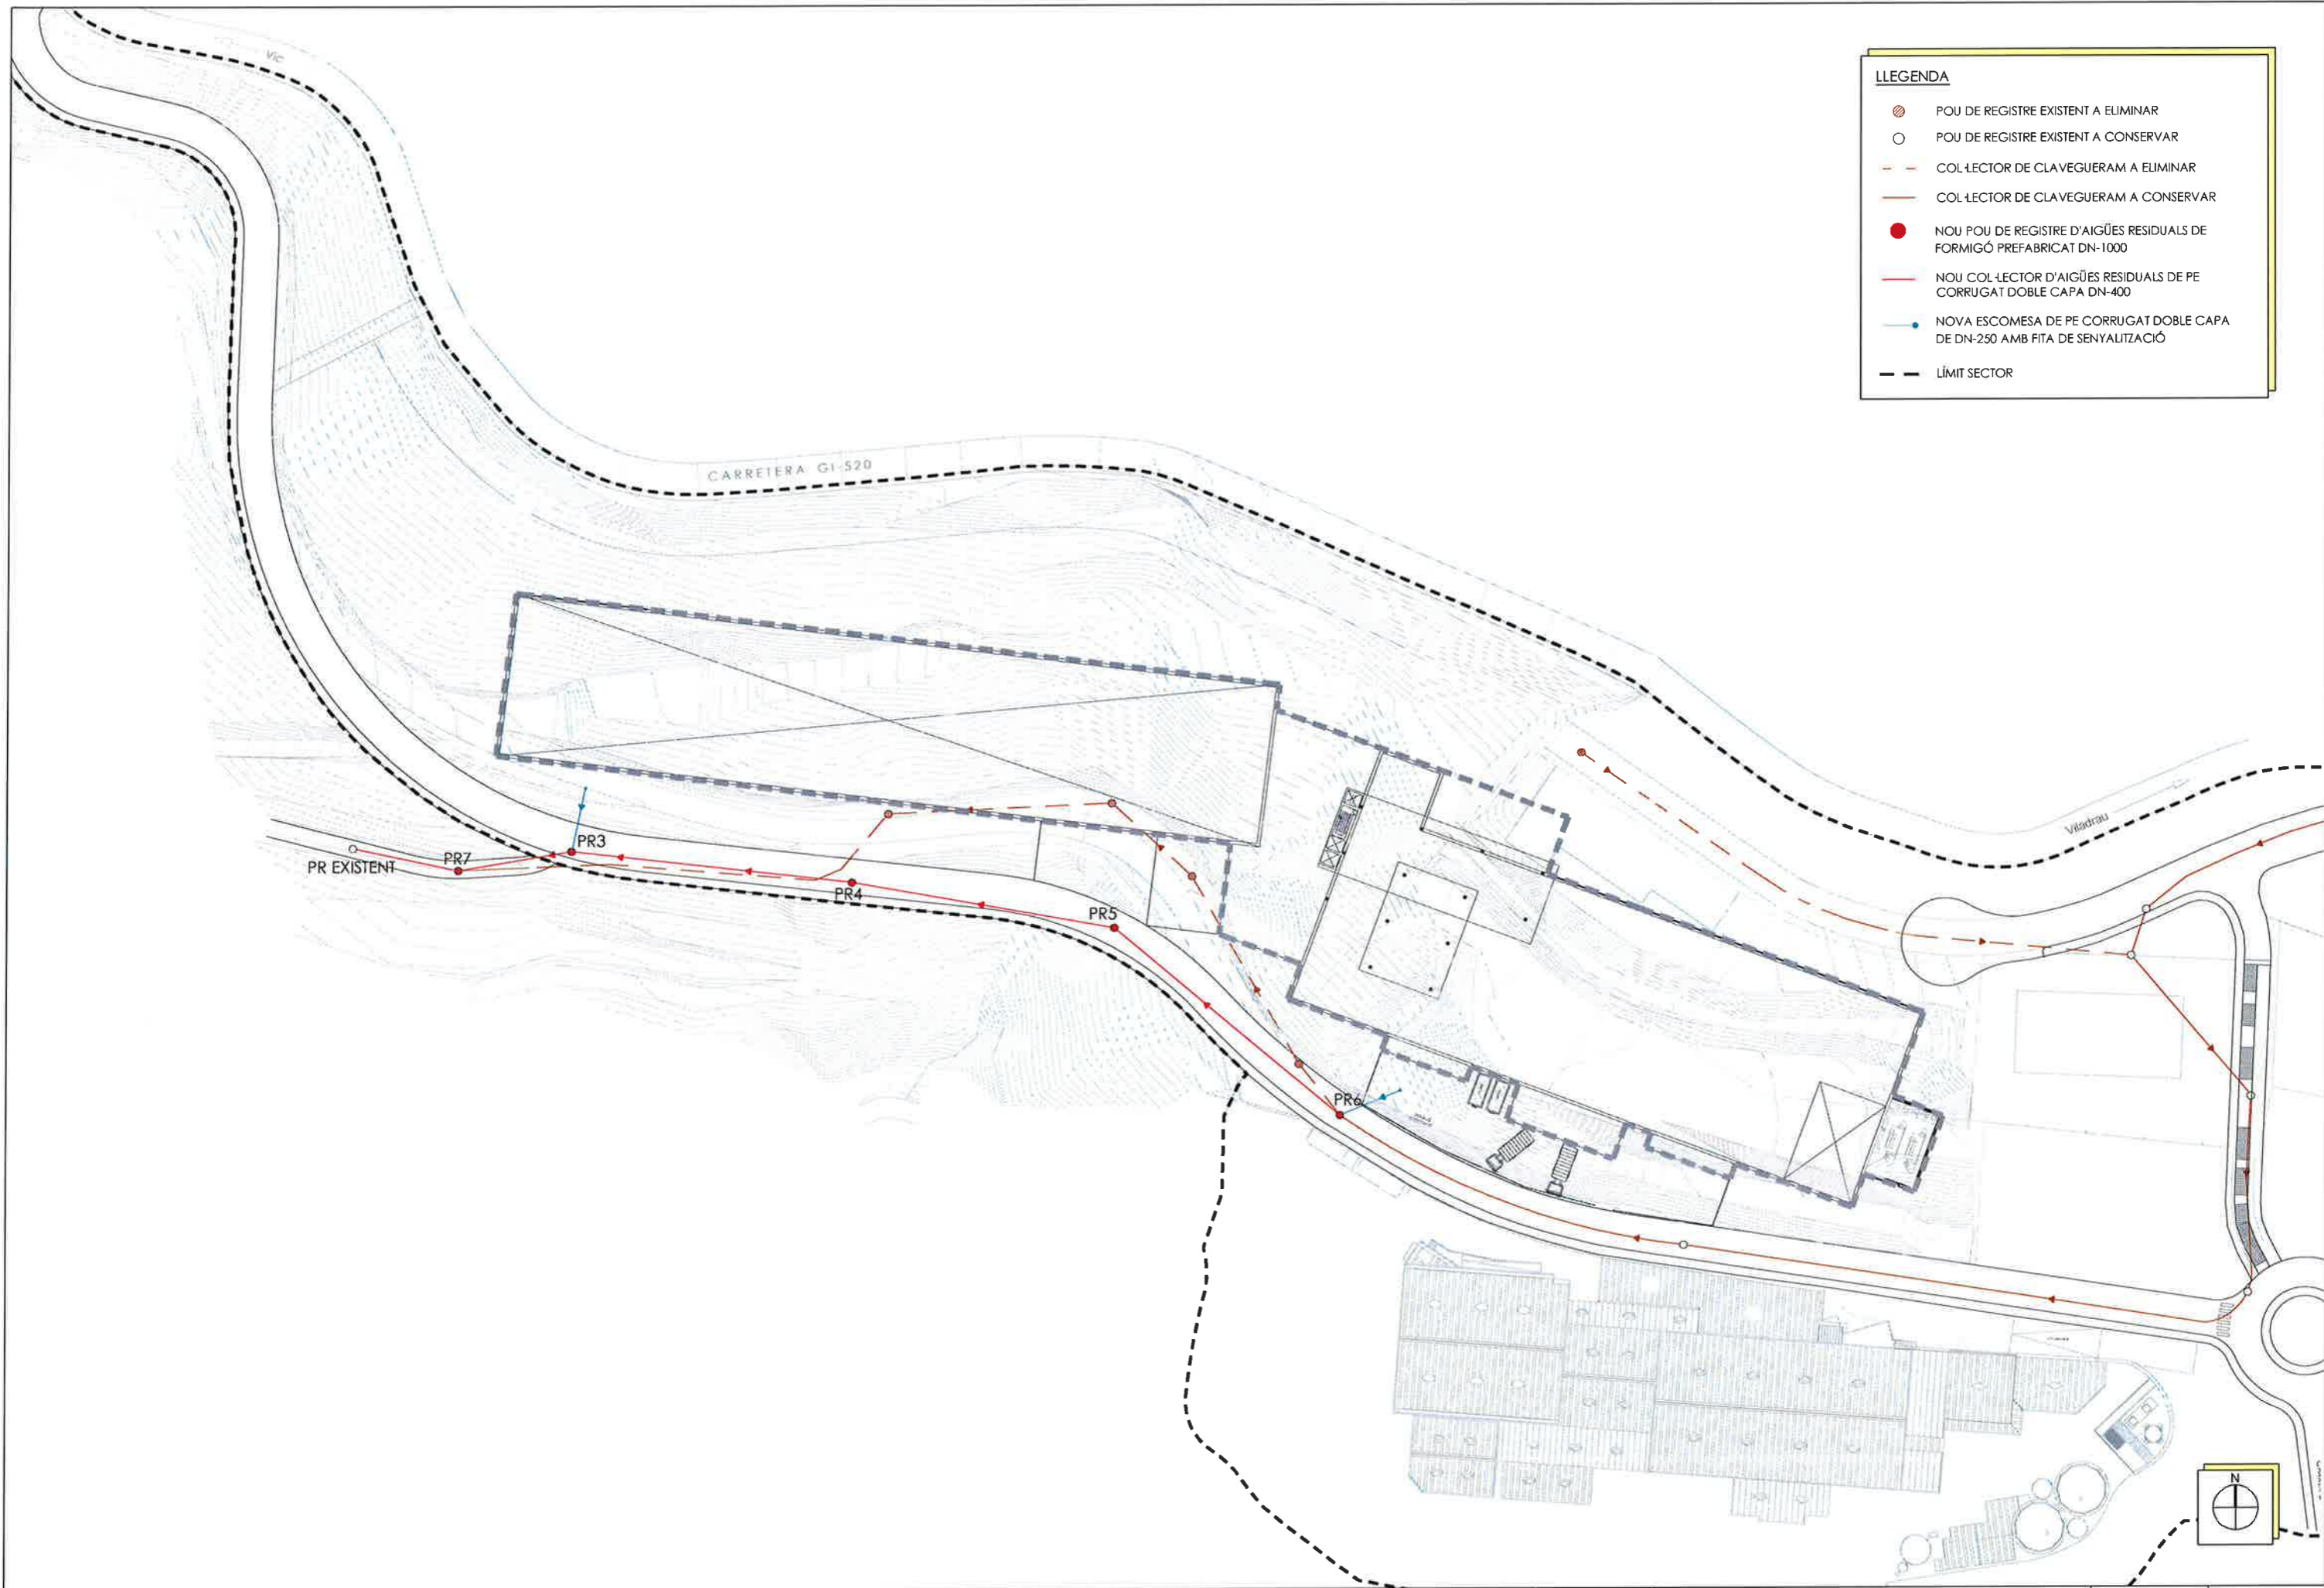 Vic
CARRETERA GI-520
Viladrau
LLEGENDA
POU DE REGISTRE EXISTENT A ELIMINAR
POU DE REGISTRE EXISTENT A CONSERVAR
COL·LECTOR DE CLAVEGUERAM A ELIMINAR
COL·LECTOR DE CLAVEGUERAM A CONSERVAR
NOU POU DE REGISTRE D'AIGÜES RESIDUALS DE
FORMIGÓ PREFABRICAT DN-1000
NOU COL·LECTOR D'AIGÜES RESIDUALS DE PE
CORRUGAT DOBLE CAPA DN-400
NOVA ESCOMESA DE PE CORRUGAT DOBLE CAPA
DE DN-250 AMB FITA DE SENYALITZACIÓ
LÍMIT SECTOR
PR EXISTENT
PR7
PR3
PR4
PR5
PR6
N